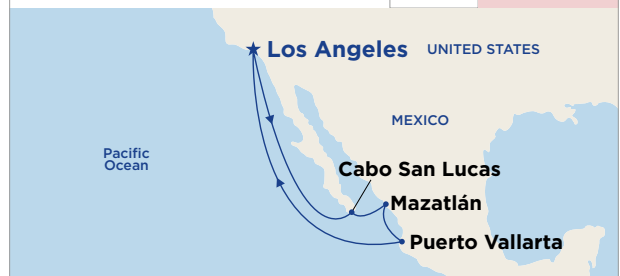 Los Angeles UNITED STATES
MEXICO
Pacific
Ocean
Cabo San Lucas
Mazatlán
Puerto Vallarta